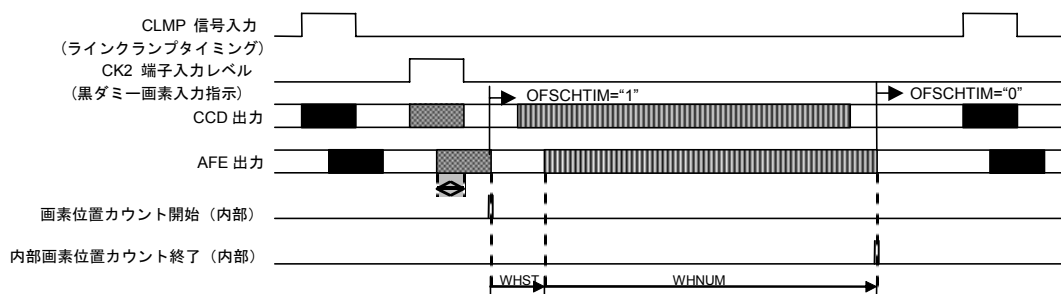 CLMP 信号入力
（ラインクランプタイミング）
CK2 端子入力レベル
（黒ダミー画素入力指示）
OFSCHTIM=“1”
OFSCHTIM=“0”
CCD 出力
AFE 出力
画素位置カウント開始（内部）
内部画素位置カウント終了（内部）
WHST
WHNUM